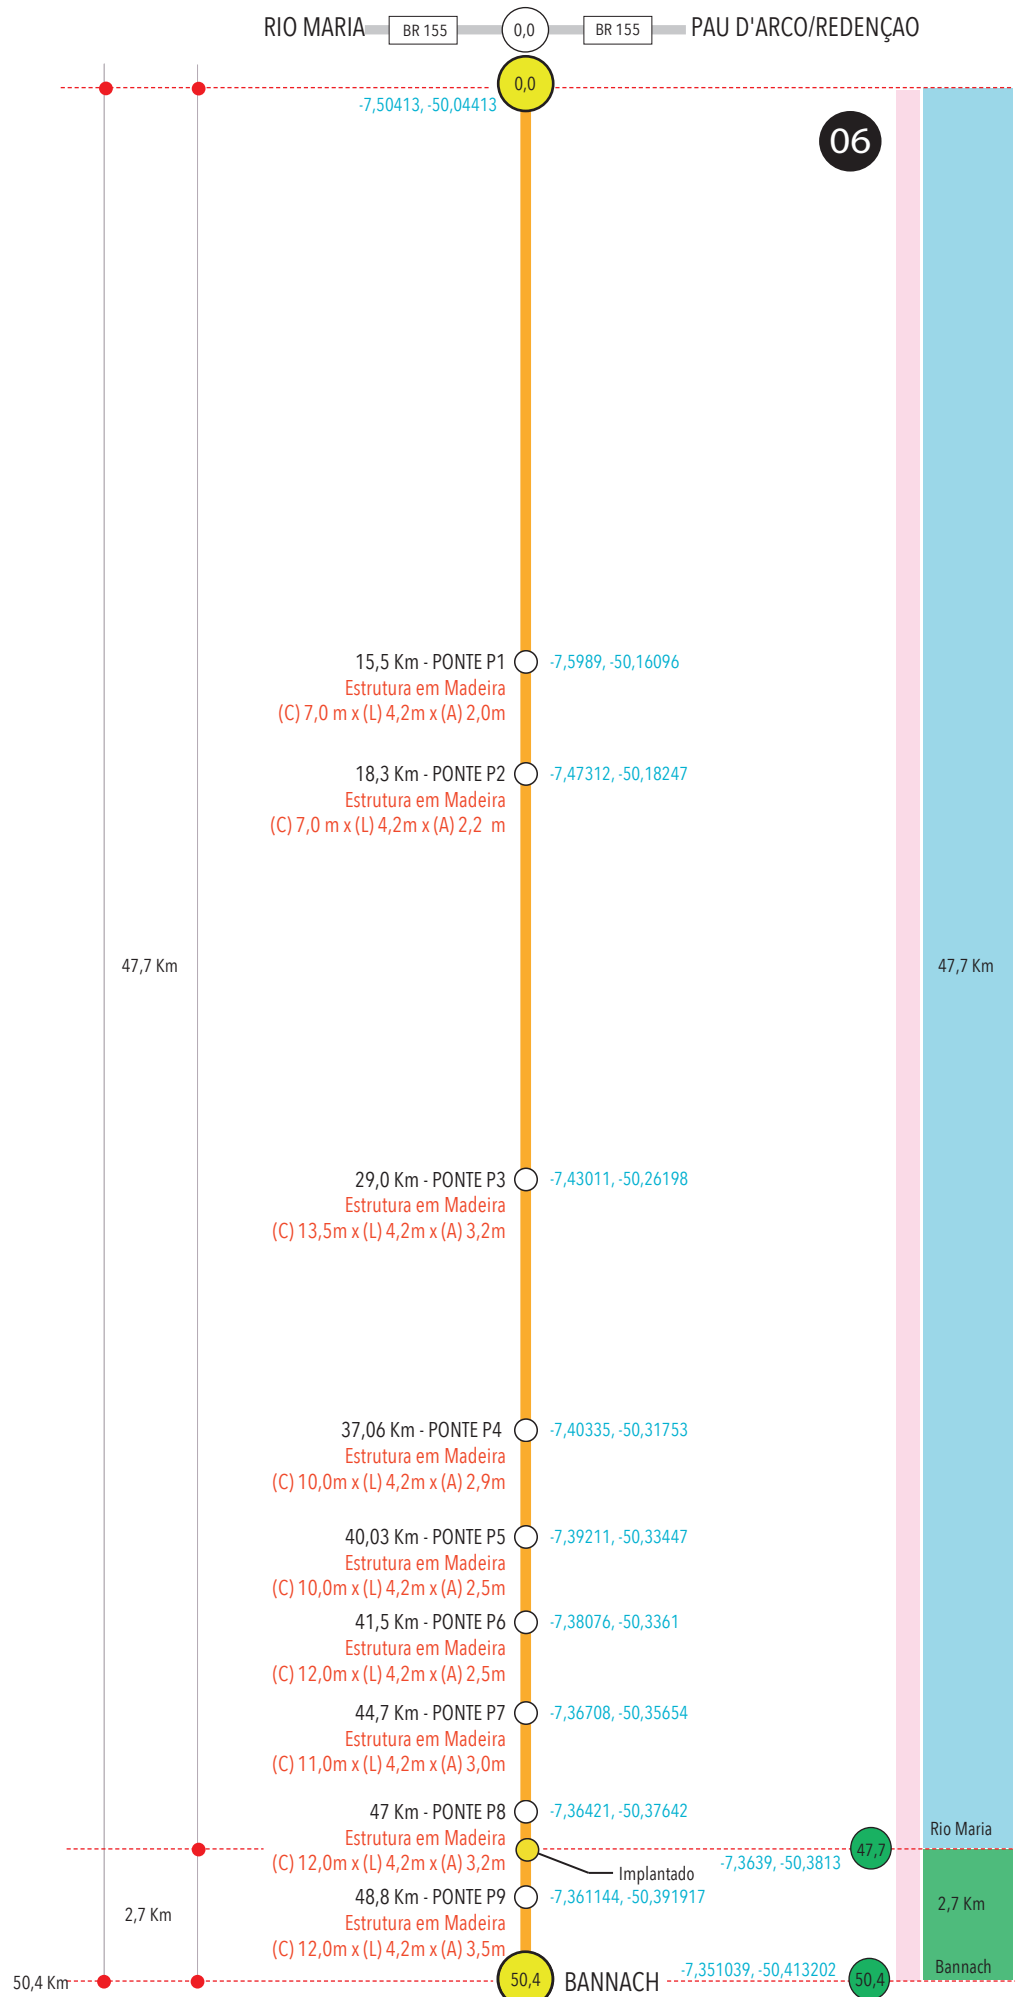 RIO MARIA BR 155 0,0 BR 155 PAU D'ARCO/REDENÇAO
0,0
-7,50413, -50,04413
06
15,5 Km - PONTE P1 -7,5989, -50,16096
Estrutura em Madeira
(C) 7,0 m x (L) 4,2m x (A) 2,0m
18,3 Km - PONTE P2 -7,47312, -50,18247
Estrutura em Madeira
(C) 7,0 m x (L) 4,2m x (A) 2,2 m
47,7 Km 47,7 Km
29,0 Km - PONTE P3 -7,43011, -50,26198
Estrutura em Madeira
(C) 13,5m x (L) 4,2m x (A) 3,2m
37,06 Km - PONTE P4 -7,40335, -50,31753
Estrutura em Madeira
(C) 10,0m x (L) 4,2m x (A) 2,9m
40,03 Km - PONTE P5 -7,39211, -50,33447
Estrutura em Madeira
(C) 10,0m x (L) 4,2m x (A) 2,5m
41,5 Km - PONTE P6 -7,38076, -50,3361
Estrutura em Madeira
(C) 12,0m x (L) 4,2m x (A) 2,5m
44,7 Km - PONTE P7 -7,36708, -50,35654
Estrutura em Madeira
(C) 11,0m x (L) 4,2m x (A) 3,0m
47 Km - PONTE P8 -7,36421, -50,37642
Estrutura em Madeira
Rio Maria
47,7
(C) 12,0m x (L) 4,2m x (A) 3,2m
-7,3639, -50,3813
Implantado
48,8 Km - PONTE P9 -7,361144, -50,391917
2,7 Km
2,7 Km
Estrutura em Madeira
(C) 12,0m x (L) 4,2m x (A) 3,5m
Bannach
-7,351039, -50,413202
50,4 Km 50,4 BANNACH 50,4